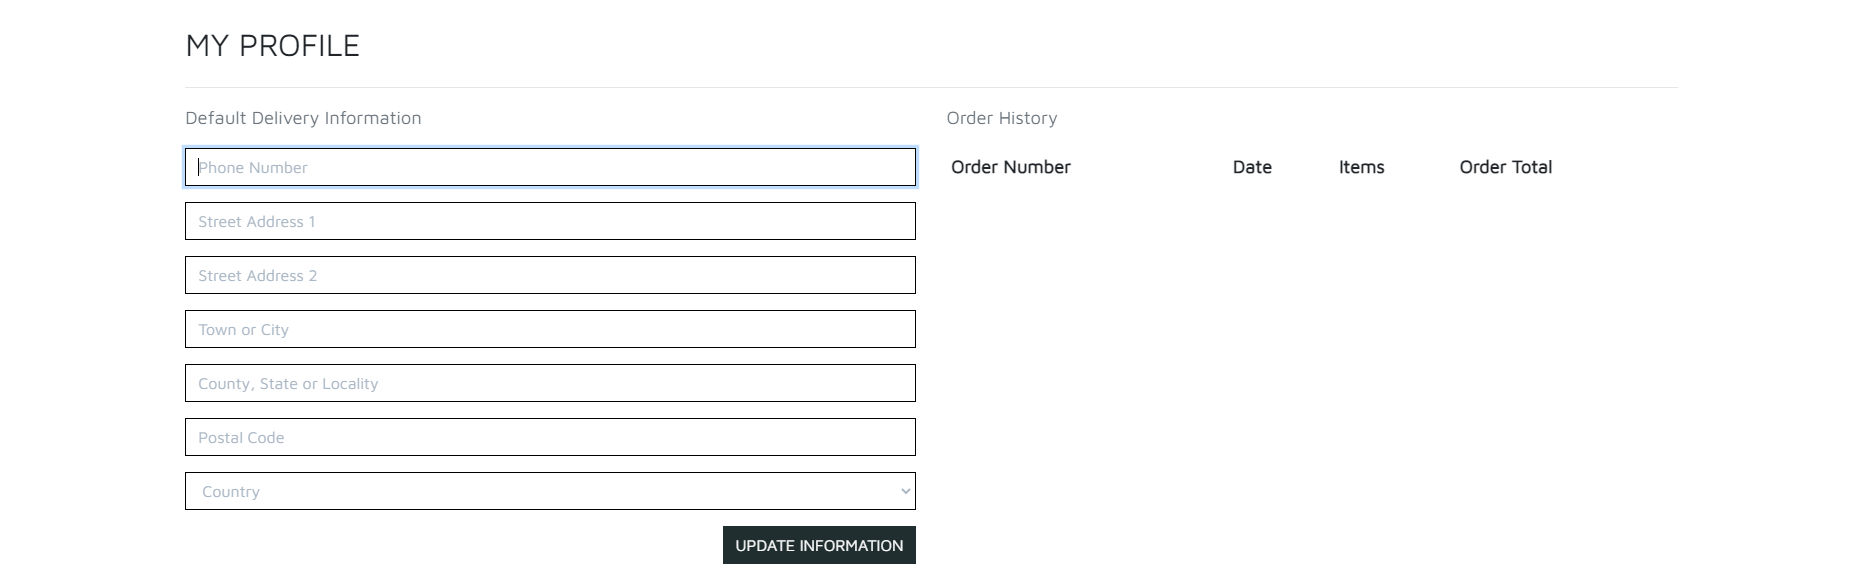 MY PROFILE
Default Delivery Information
Phone Number
Street Address 1
Street Address 2
Town or City
County, State or Locality
Postal Code
Country
UPDATE INFORMATION
Order History
Order Number Date Items Order Total